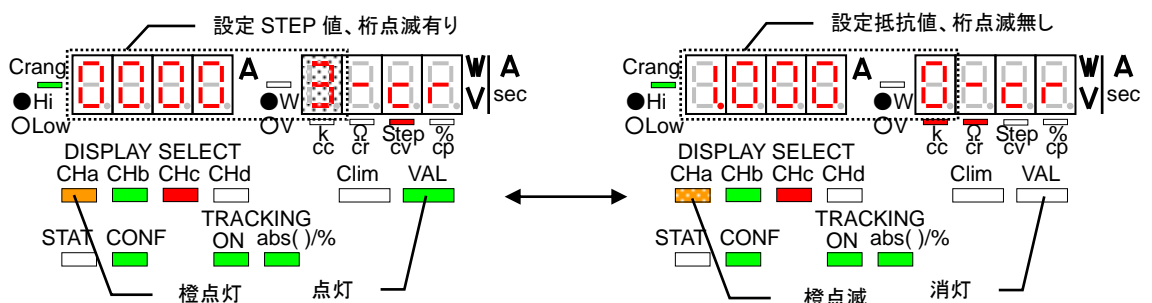 設定 STEP 値、桁点滅有り
Crang
0000 A
3-cr
W A
V sec
Hi
Low
W
V
k Ω Step %
cc cr cv cp
DISPLAY SELECT
CHa CHb CHc CHd
Clim VAL
TRACKING
STAT CONF ON abs( )/%
橙点灯
点灯
設定抵抗値、桁点滅無し
Crang
1.000 A
0-cr
W A
V sec
Hi
Low
W
V
k Ω Step %
cc cr cv cp
DISPLAY SELECT
CHa CHb CHc CHd
Clim VAL
TRACKING
STAT CONF ON abs( )/%
橙点滅
消灯